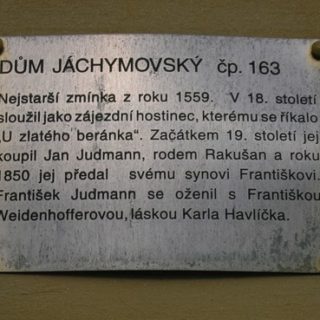 DŮM JÁCHYMOVSKÝ čp. 163
Nejstarší zmínka z roku 1559. V 18. století
sloužil jako zájezdní hostinec, kterému se říkalo
„U zlatého beránka“. Začátkem 19. století jej
koupil Jan Judmann, rodem Rakušan a roku
1850 jej předal svému synovi Františkovi.
František Judmann se oženil s Františkou
Weidenhofferovou, láskou Karla Havlíčka.